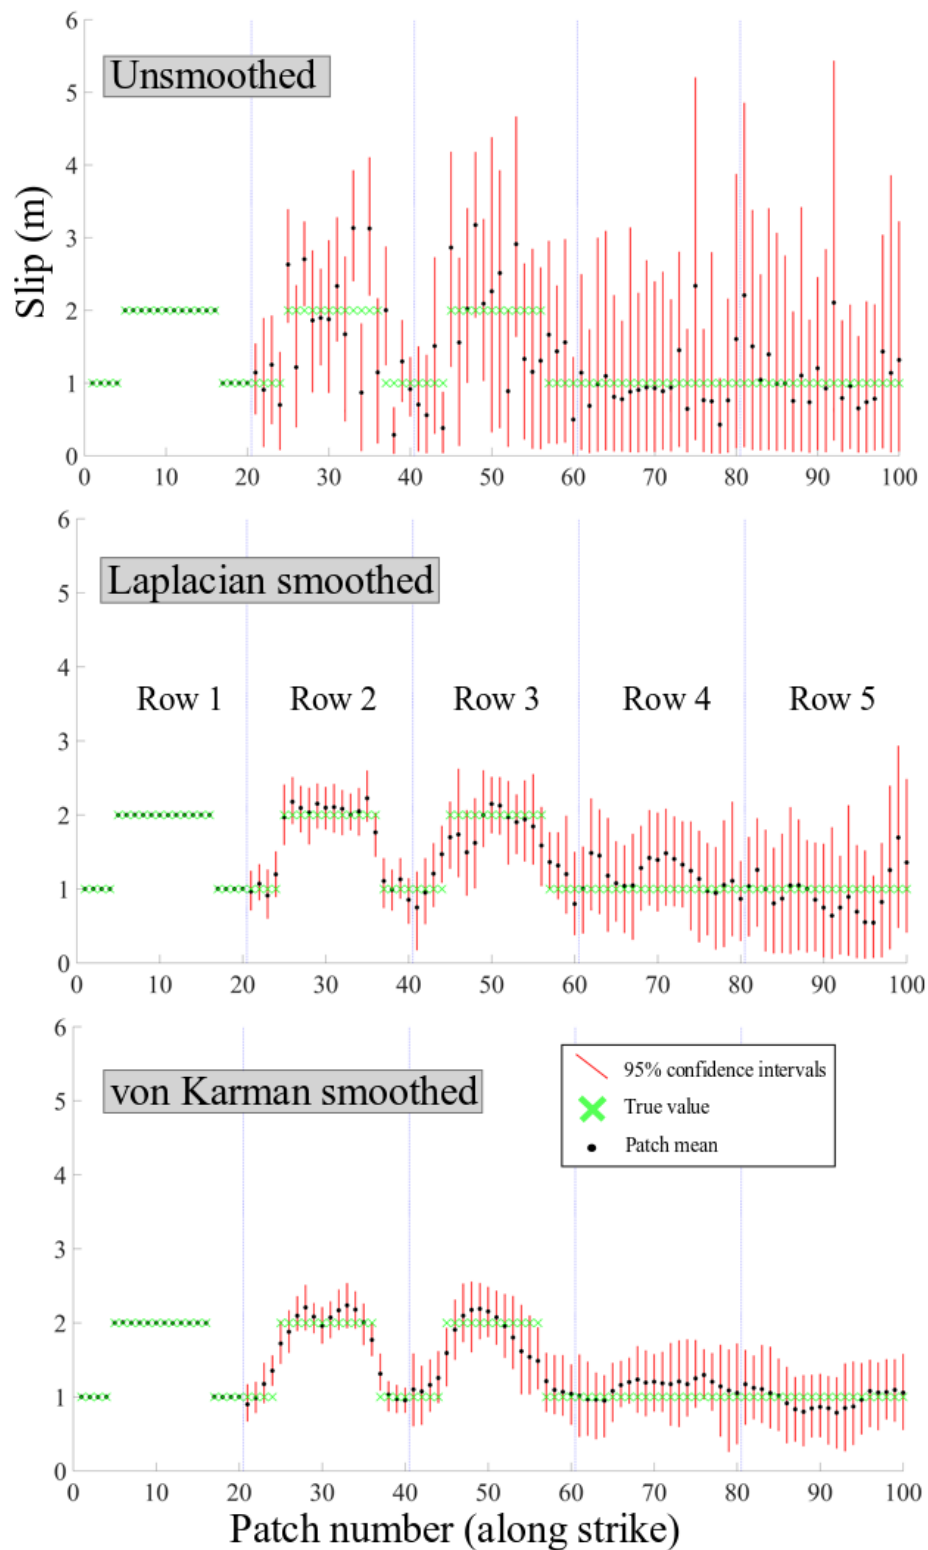 6
Unsmoothed
5
4
3
2
1
0
Slip (m)
0 10 20 30 40 50 60 70 80 90 100
6
Laplacian smoothed
5
4
Row 1 Row 2 Row 3 Row 4 Row 5
3
2
1
0
0 10 20 30 40 50 60 70 80 90 100
6
von Karman smoothed
5
95% confidence intervals
True value
Patch mean
4
3
2
1
0
0 10 20 30 40 50 60 70 80 90 100
Patch number (along strike)